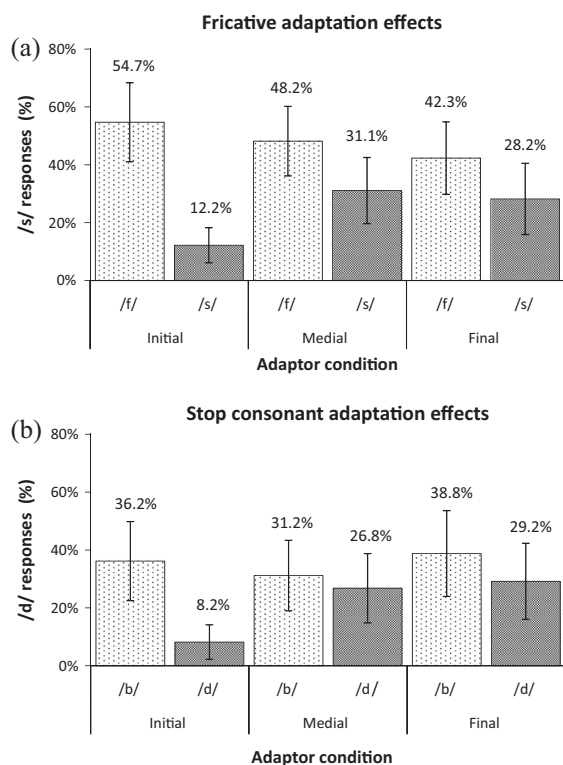 Fricative adaptation effects
(a)
80%
60%
40%
20%
0%
/s/ responses (%)
54.7%
12.2%
48.2%
31.1%
42.3%
28.2%
/f/ /s/ /f/ /s/ /f/ /s/
Initial Medial Final
Adaptor condition
Stop consonant adaptation effects
(b)
80%
60%
40%
20%
0%
/d/ responses (%)
36.2%
8.2%
31.2%
26.8%
38.8%
29.2%
/b/ /d/ /b/ /d/ /b/ /d/
Initial Medial Final
Adaptor condition